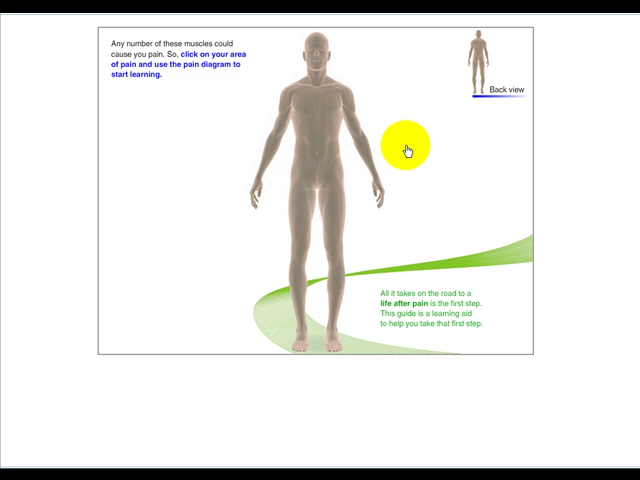 Any number of these muscles could
cause you pain. So, click on your area
of pain and use the pain diagram to
start learning.
Back view
All it takes on the road to a
life after pain is the first step.
This guide is a learning aid
to help you take that first step.